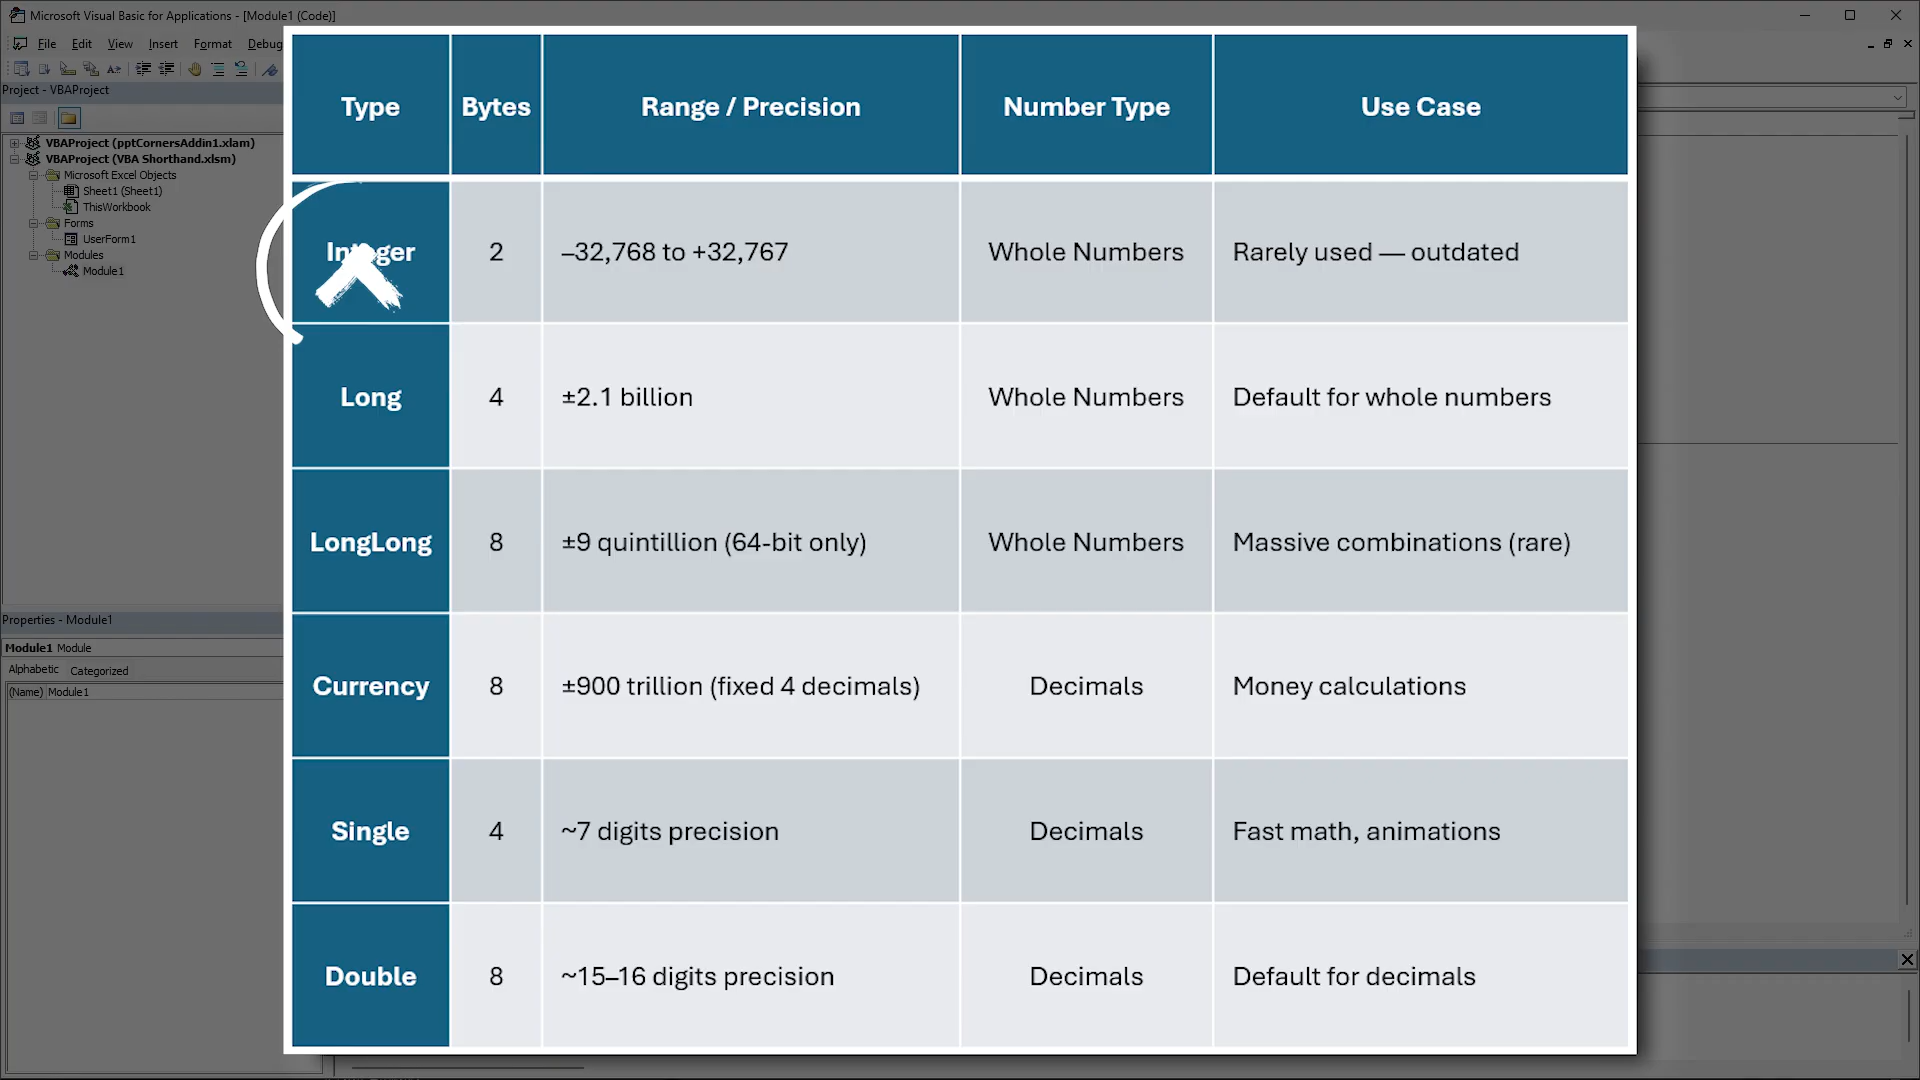 Microsoft Visual Basic for Applications - [Module1 (Code)]
File Edit View Insert Format Debug
Project - VBAProject
VBAProject (pptCornersAddin1.xlam)
VBAProject (VBA Shorthand.xlsm)
Microsoft Excel Objects
Sheet1 (Sheet1)
ThisWorkbook
Forms
UserForm1
Modules
Module1
Properties - Module1
Module1 Module
Alphabetic Categorized
(Name) Module1
Type Bytes Range / Precision Number Type Use Case
Integer 2 –32,768 to +32,767 Whole Numbers Rarely used — outdated
Long 4 ±2.1 billion Whole Numbers Default for whole numbers
LongLong 8 ±9 quintillion (64-bit only) Whole Numbers Massive combinations (rare)
Currency 8 ±900 trillion (fixed 4 decimals) Decimals Money calculations
Single 4 ~7 digits precision Decimals Fast math, animations
Double 8 ~15–16 digits precision Decimals Default for decimals